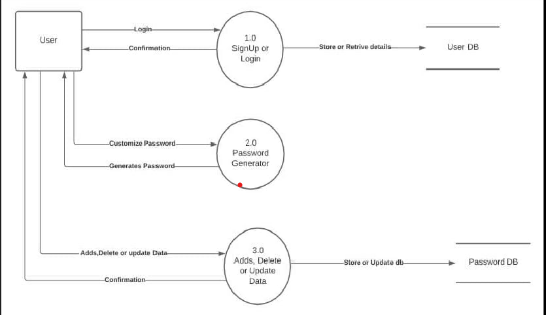 User
Login
Confirmation
1.0
SignUp or
Login
Store or Retrive details
User DB
Customize Password
Generates Password
2.0
Password
Generator
Adds,Delete or update Data
Confirmation
3.0
Adds, Delete
or Update
Data
Store or Update db
Password DB